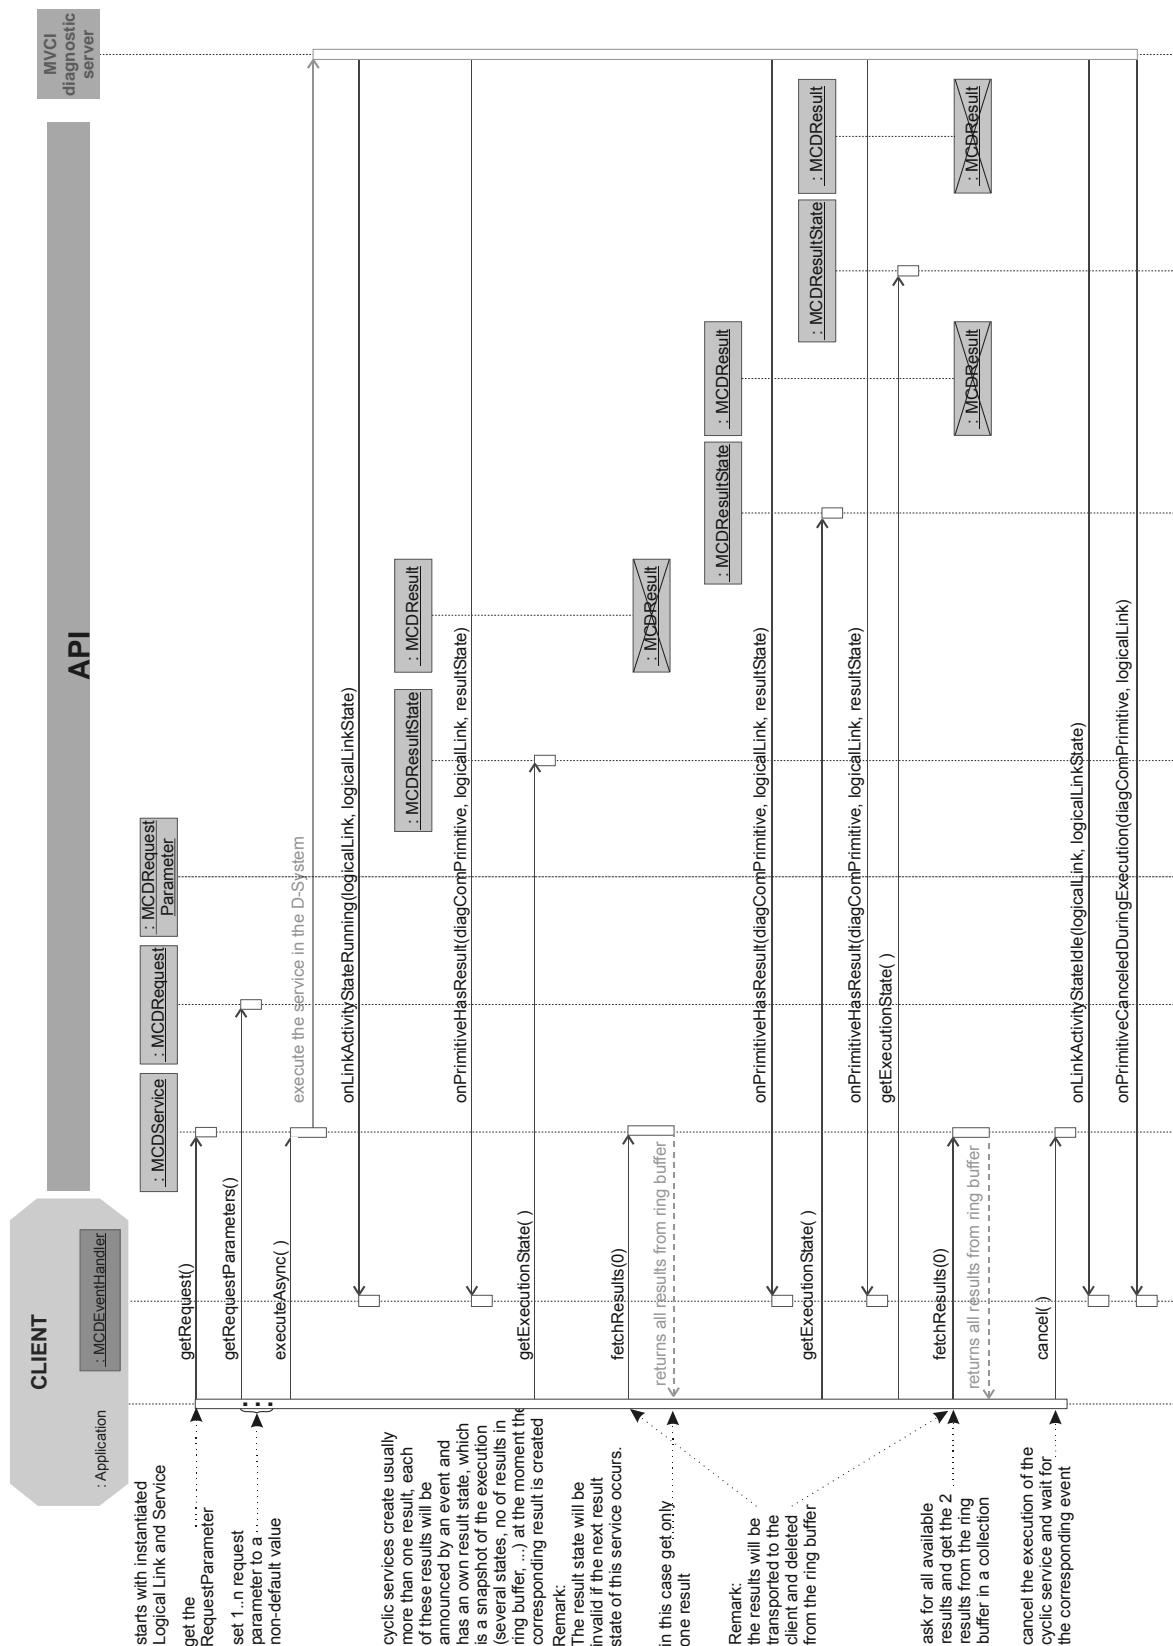 CLIENT
: Application
: MCDEventHandler
API
MVCI
diagnostic
server
: MCDService
: MCDRequest
: MCDRequest
Parameter
starts with instantiated
Logical Link and Service
get the
RequestParameter
getRequest()
set 1..n request
parameter to a
non-default value
getRequestParameters()
executeAsync( )
execute the service in the D-System
onLinkActivityStateRunning(logicalLink, logicalLinkState)
cyclic services create usually
more than one result, each
of these results will be
announced by an event and
has an own result state, which
is a snapshot of the execution
(several states, no of results in
ring buffer, ...) at the moment the
corresponding result is created
Remark:
The result state will be
invalid if the next result
state of this service occurs.
: MCDResultState
: MCDResult
onPrimitiveHasResult(diagComPrimitive, logicalLink, resultState)
getExecutionState( )
fetchResults(0)
: MCDResult
returns all results from ring buffer
in this case get only
one result
Remark:
the results will be
transported to the
client and deleted
from the ring buffer
: MCDResultState
: MCDResult
onPrimitiveHasResult(diagComPrimitive, logicalLink, resultState)
getExecutionState( )
: MCDResultState
: MCDResult
onPrimitiveHasResult(diagComPrimitive, logicalLink, resultState)
getExecutionState( )
ask for all available
results and get the 2
results from the ring
buffer in a collection
fetchResults(0)
: MCDResult
: MCDResult
returns all results from ring buffer
cancel the execution of the
cyclic service and wait for
the corresponding event
cancel( )
onLinkActivityStateIdle(logicalLink, logicalLinkState)
onPrimitiveCanceledDuringExecution(diagComPrimitive, logicalLink)